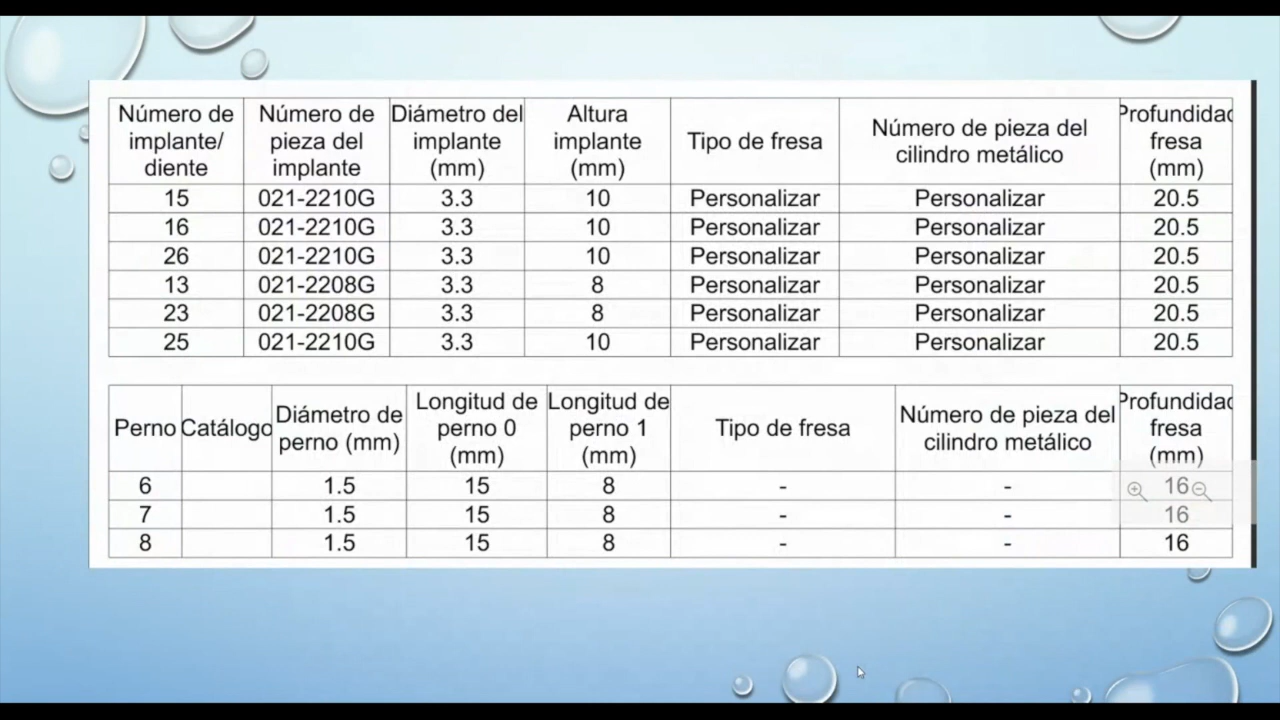 Número de implante/ diente Número de pieza del implante Diámetro del implante (mm) Altura implante (mm) Tipo de fresa Número de pieza del cilindro metálico Profundidad fresa (mm)
15 021-2210G 3.3 10 Personalizar Personalizar 20.5
16 021-2210G 3.3 10 Personalizar Personalizar 20.5
26 021-2210G 3.3 10 Personalizar Personalizar 20.5
13 021-2208G 3.3 8 Personalizar Personalizar 20.5
23 021-2208G 3.3 8 Personalizar Personalizar 20.5
25 021-2210G 3.3 10 Personalizar Personalizar 20.5
Perno Catálogo Diámetro de perno (mm) Longitud de perno 0 (mm) Longitud de perno 1 (mm) Tipo de fresa Número de pieza del cilindro metálico Profundidad fresa (mm)
6 1.5 15 8 - - 16
7 1.5 15 8 - - 16
8 1.5 15 8 - - 16